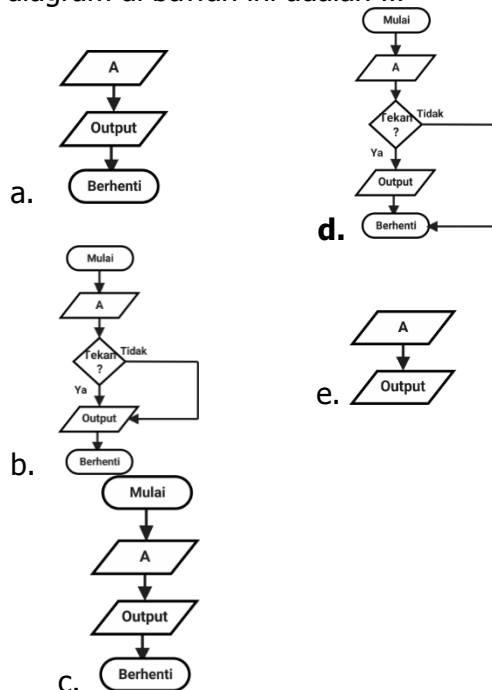 diagram di bawah ini adalah ...
A
Output
Berhenti
a.
Mulai
A
Tekan
?
Tidak
Ya
Output
Berhenti
b.
Mulai
A
Output
Berhenti
c.
Mulai
A
Tekan
?
Tidak
Ya
Output
Berhenti
d.
A
Output
e.